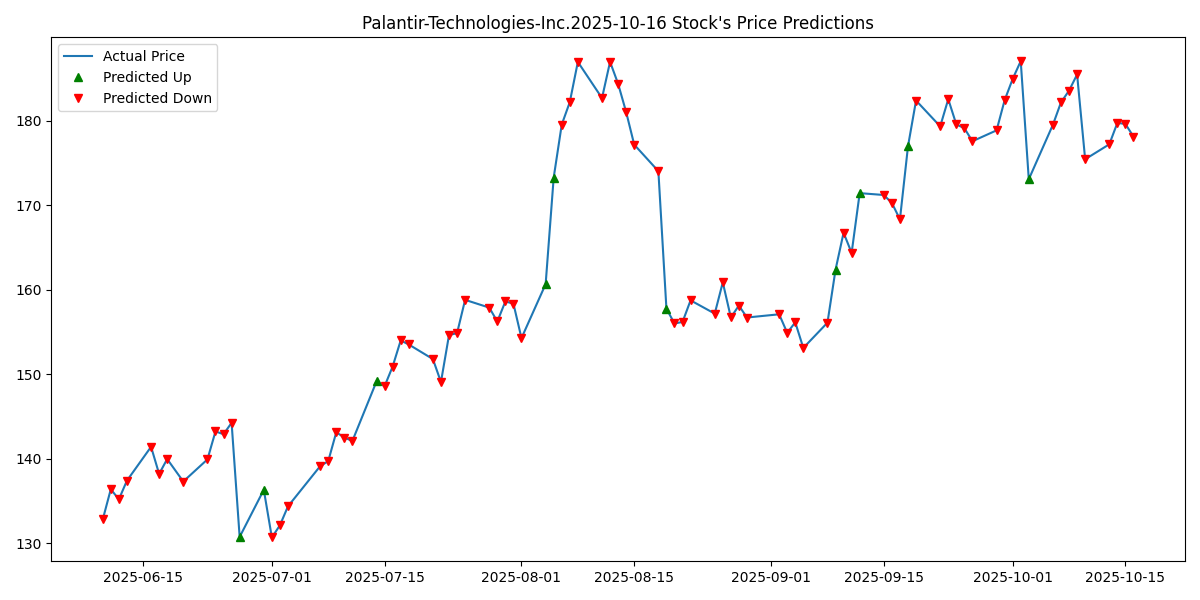 Palantir-Technologies-Inc.2025-10-16 Stock's Price Predictions
Actual Price
Predicted Up
Predicted Down
180
170
160
150
140
130
2025-06-15 2025-07-01 2025-07-15 2025-08-01 2025-08-15 2025-09-01 2025-09-15 2025-10-01 2025-10-15